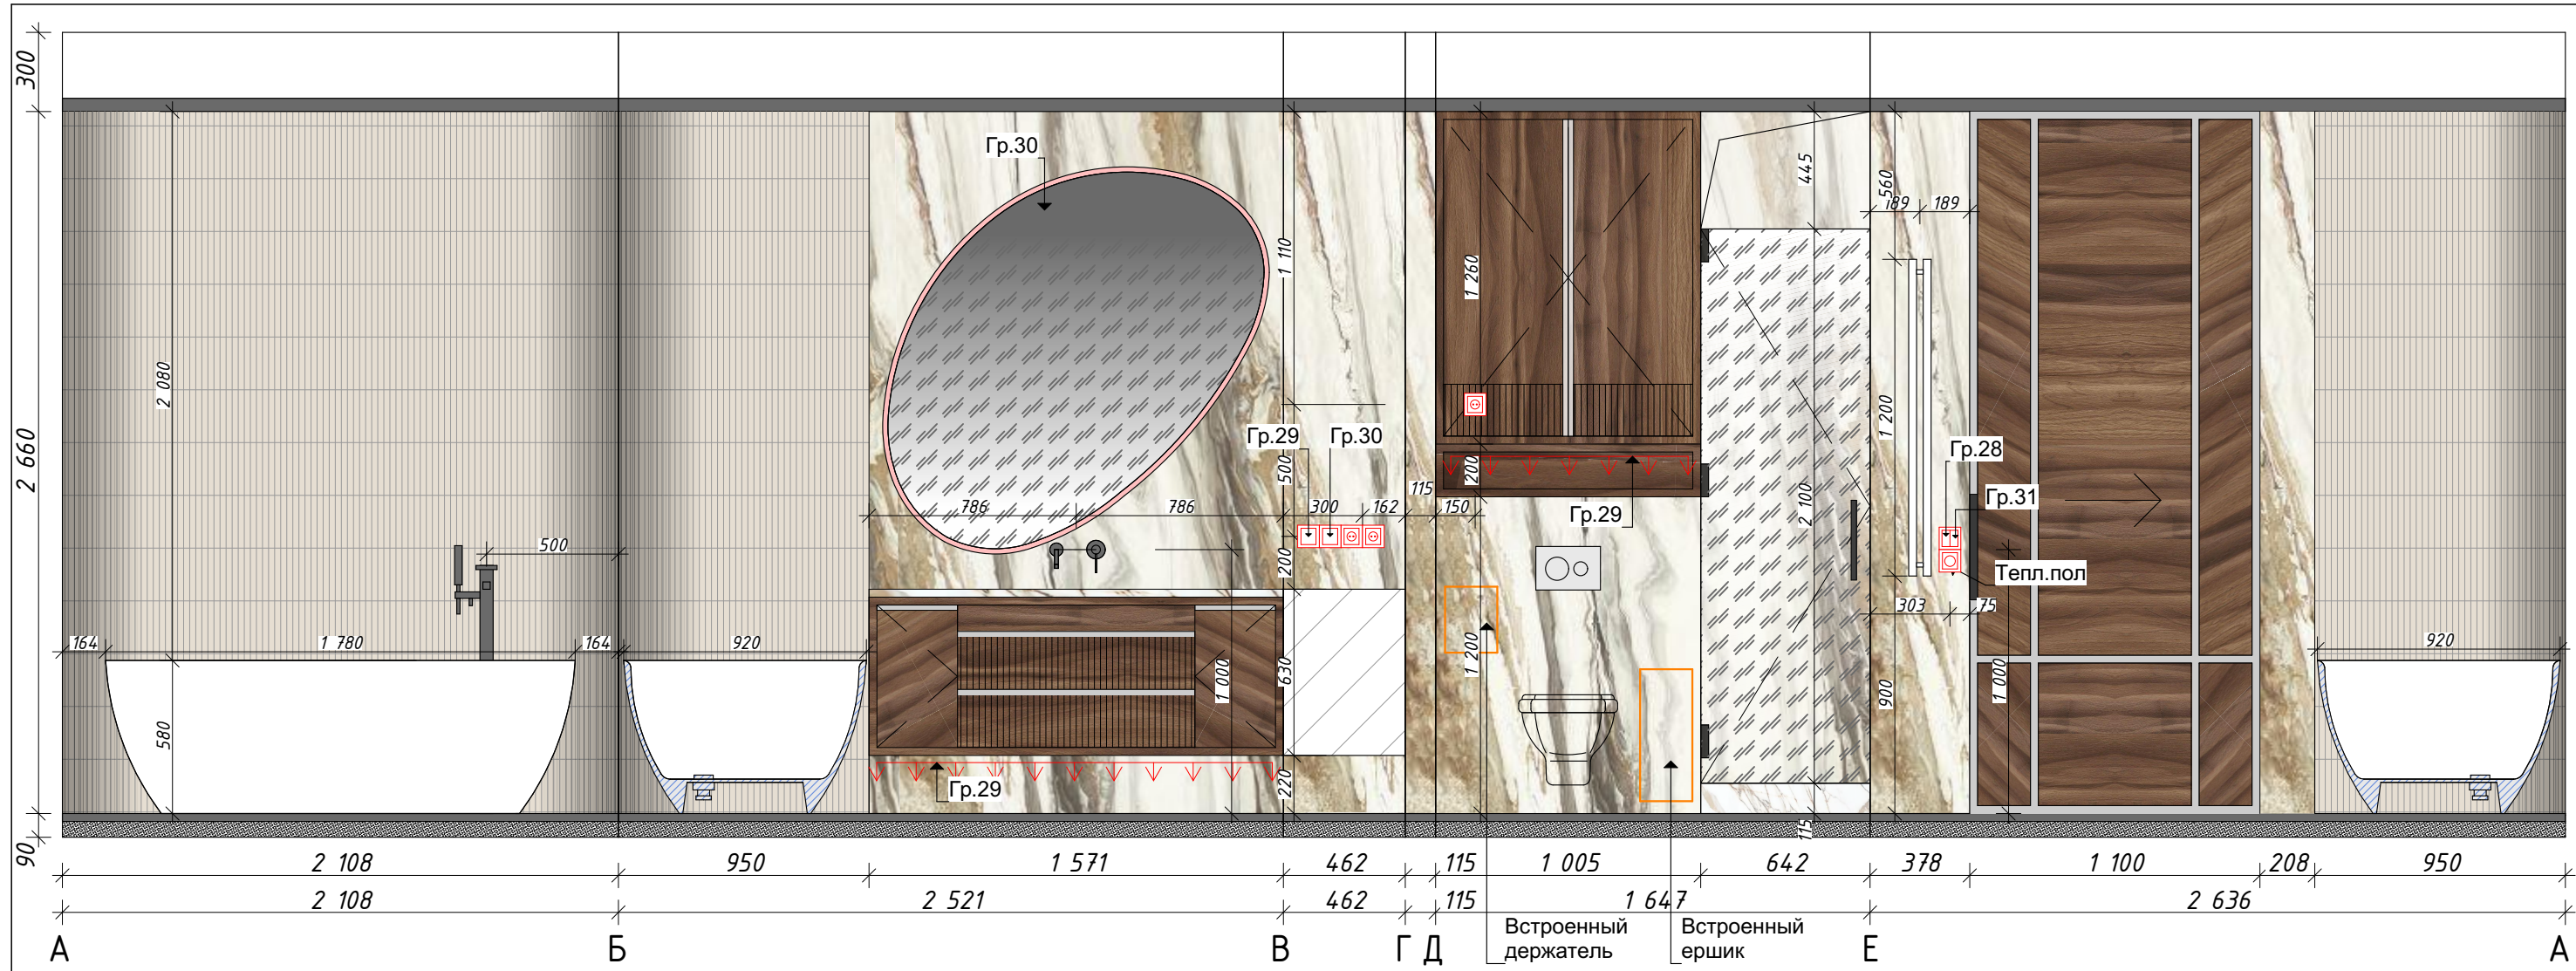 300
2 660
90
2 080
580
164
1 780
164
500
920
Гр.30
786
786
1 000
Гр.29
1 110
500
200
630
220
Гр.29
Гр.30
300
162
115
150
1 260
200
1 200
Гр.29
445
2 100
115
560
189
189
1 200
900
Гр.28
Гр.31
Тепл.пол
303
75
1 000
920
2 108
950
1 571
462
115
1 005
642
378
1 100
208
950
2 108
2 521
462
115
1 647
2 636
Встроенный
держатель
Встроенный
ершик
А
Б
В
Г
Д
Е
А